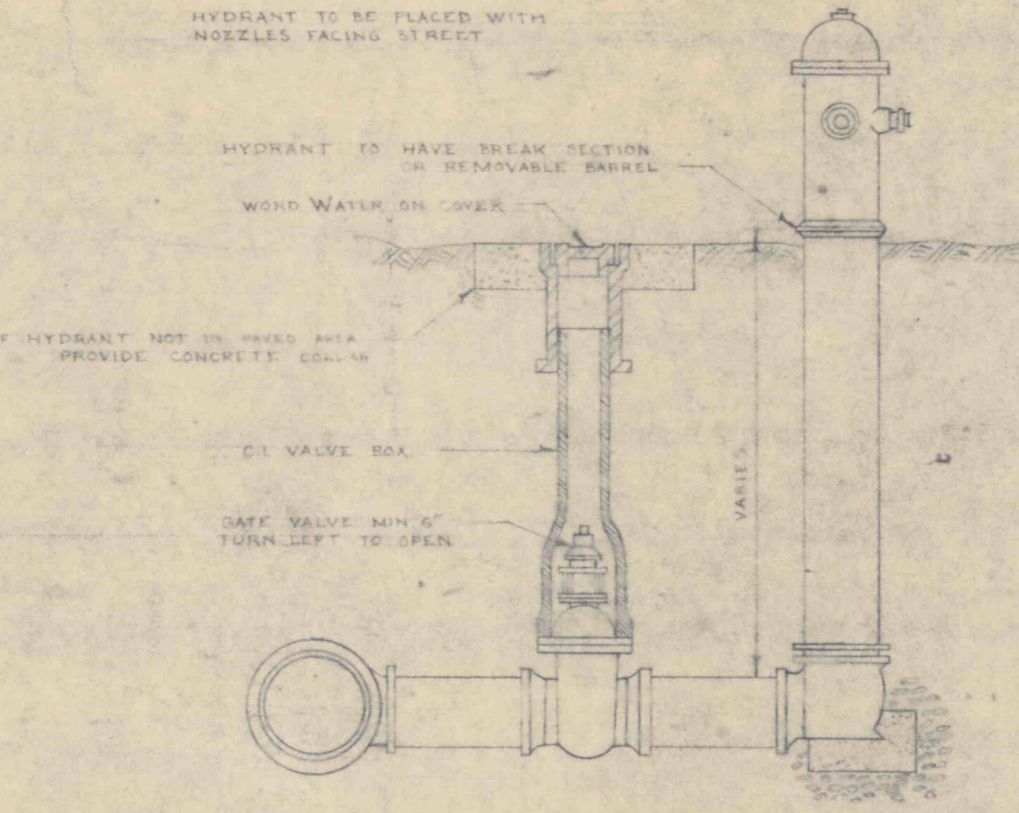 HYDRANT TO BE PLACED WITH
NOZZLES FACING STREET
HYDRANT TO HAVE BREAK SECTION
OR REMOVABLE BARREL
WORD WATER ON COVER
F HYDRANT NOT IN PAVED AREA
PROVIDE CONCRETE COLLAR
C.I. VALVE BOX
GATE VALVE MIN 6"
TURN LEFT TO OPEN
VARIES